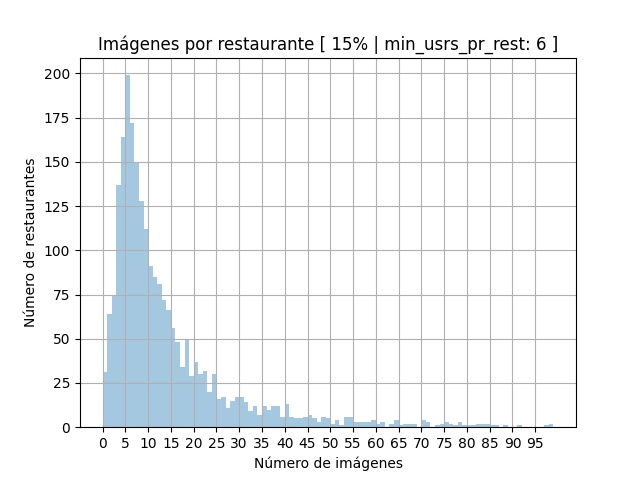 Imágenes por restaurante [ 15% | min_usrs_pr_rest: 6 ]
200
175
150
125
100
75
50
25
0
Número de restaurantes
0 5 10 15 20 25 30 35 40 45 50 55 60 65 70 75 80 85 90 95
Número de imágenes